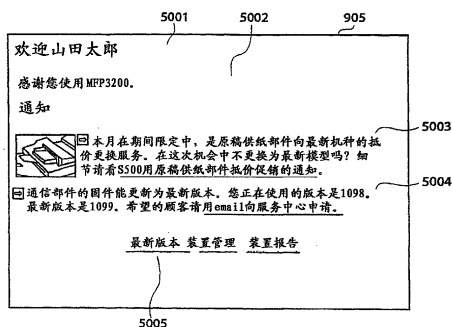 5001 5002 905
欢迎山田太郎
感谢您使用MFP3200。
通知
本月在期间限定中，是原稿供纸部件向最新机种的抵
价更换服务。在这次机会中不更换为最新模型吗？细
节请看S500用原稿供纸部件抵价促销的通知。
5003
通信部件的固件能更新为最新版本。您正在使用的版本是1098。
最新版本是1099。希望的顾客请用email向服务中心申请。
5004
最新版本 装置管理 装置报告
5005